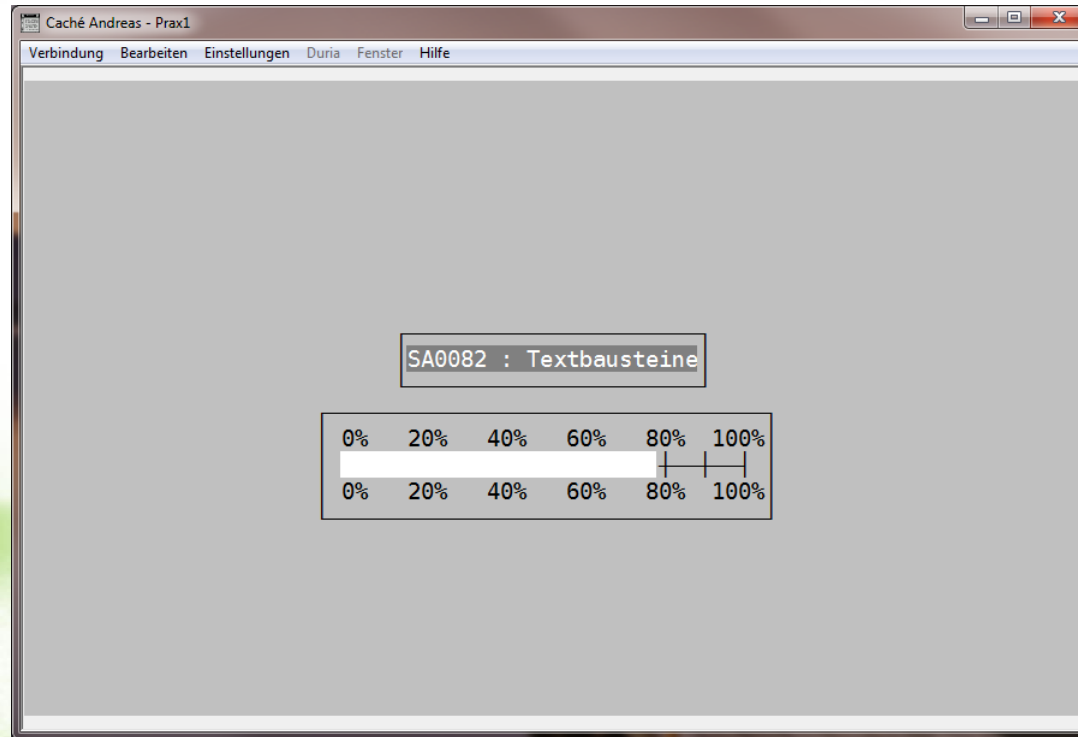 Caché Andreas - Prax1
Verbindung Bearbeiten Einstellungen Duria Fenster Hilfe
SA0082 : Textbausteine
0% 20% 40% 60% 80% 100%
0% 20% 40% 60% 80% 100%